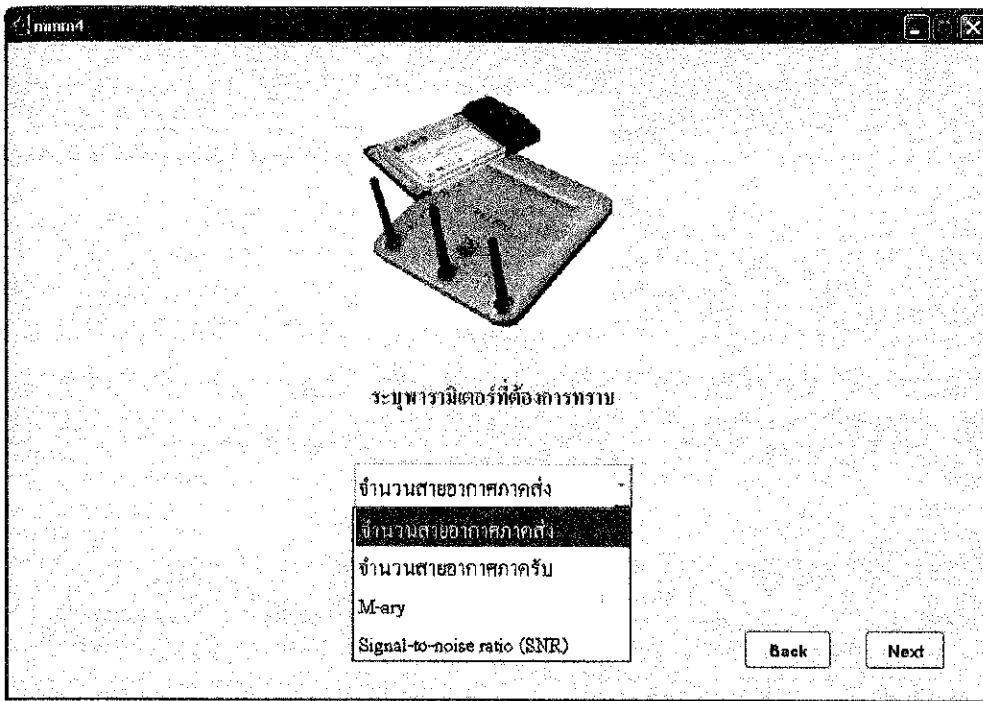 ระบุพารามิเตอร์ที่ต้องการทราบ
จำนวนสายอากาศภาคส่ง
จำนวนสายอากาศภาคส่ง
จำนวนสายอากาศภาครับ
M-ary
Signal-to-noise ratio (SNR)
Back
Next